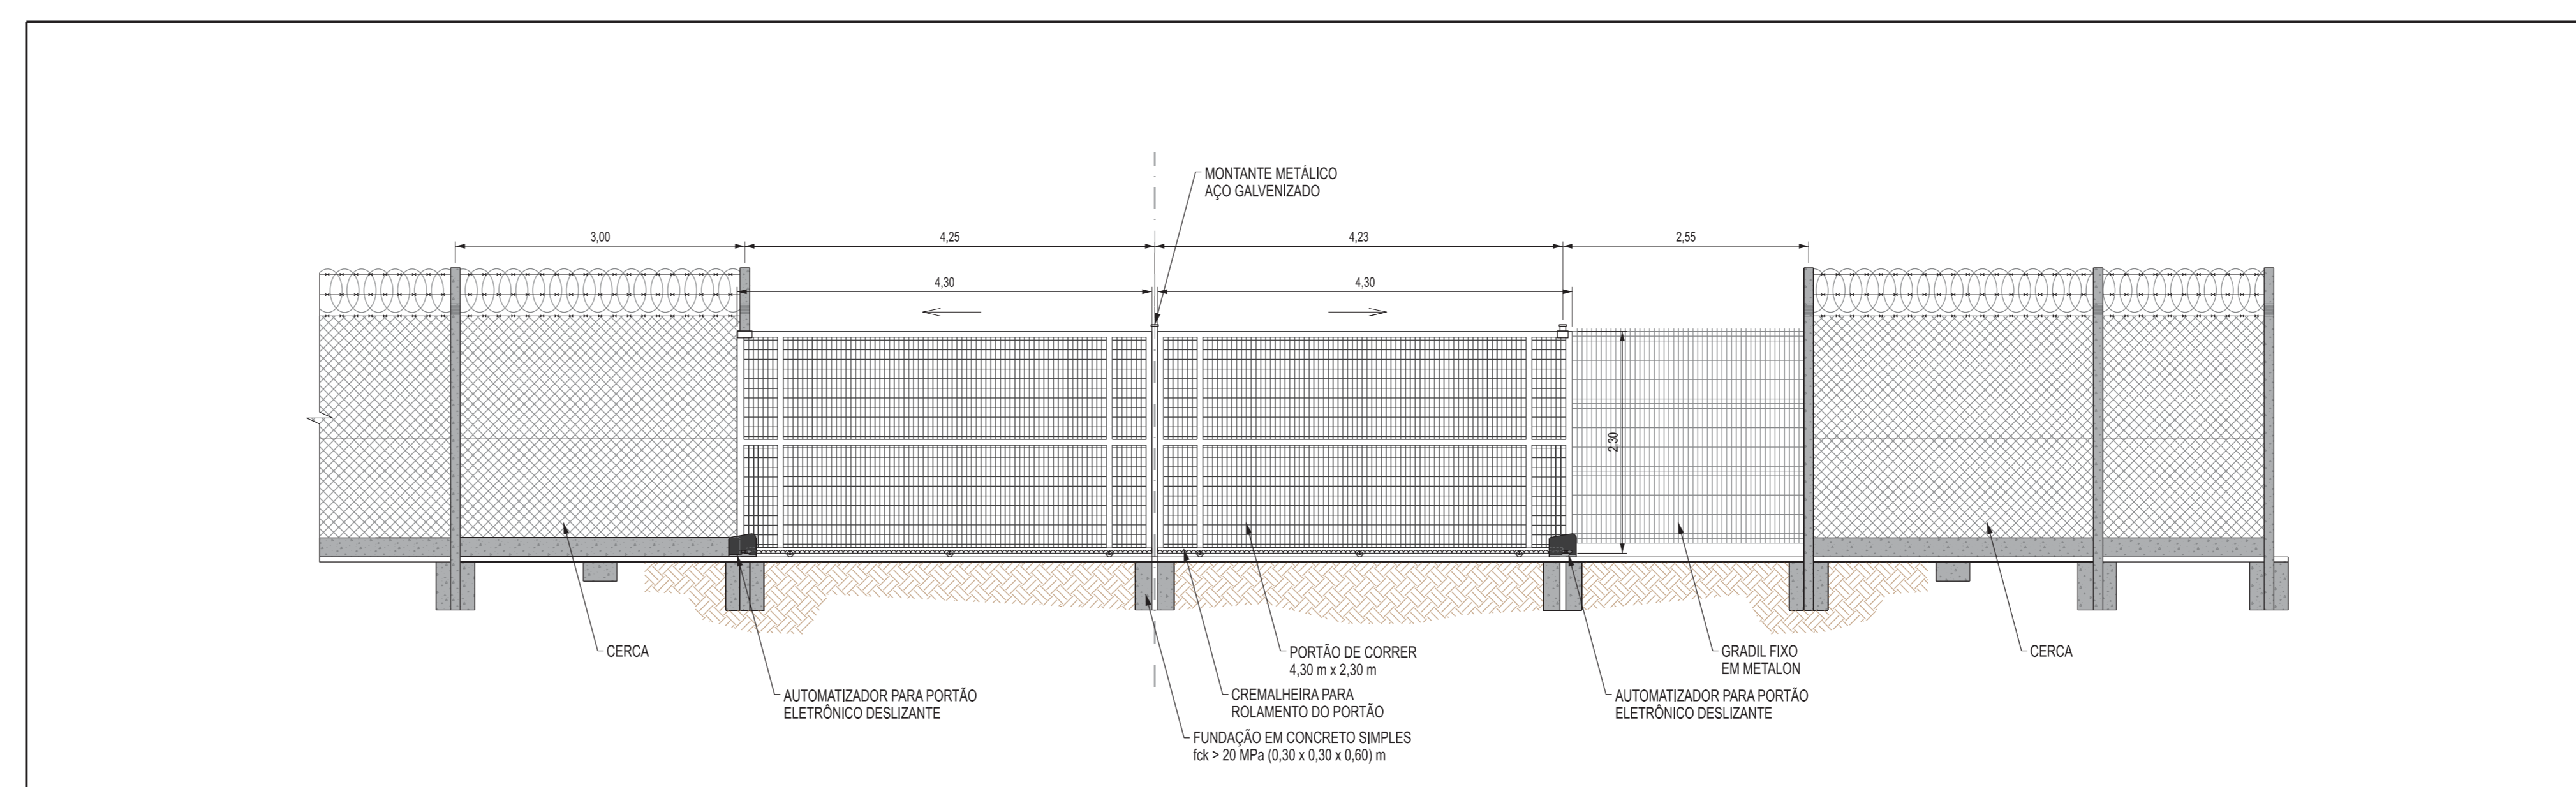 MONTANTE METÁLICO
AÇO GALVENIZADO
3,00
4,25
4,23
2,55
4,30
4,30
2,30
CERCA
PORTÃO DE CORRER
4,30 m x 2,30 m
GRADIL FIXO
EM METALON
CERCA
AUTOMATIZADOR PARA PORTÃO
ELETRÔNICO DESLIZANTE
CREMALHEIRA PARA
ROLAMENTO DO PORTÃO
AUTOMATIZADOR PARA PORTÃO
ELETRÔNICO DESLIZANTE
FUNDAÇÃO EM CONCRETO SIMPLES
fck > 20 MPa (0,30 x 0,30 x 0,60) m